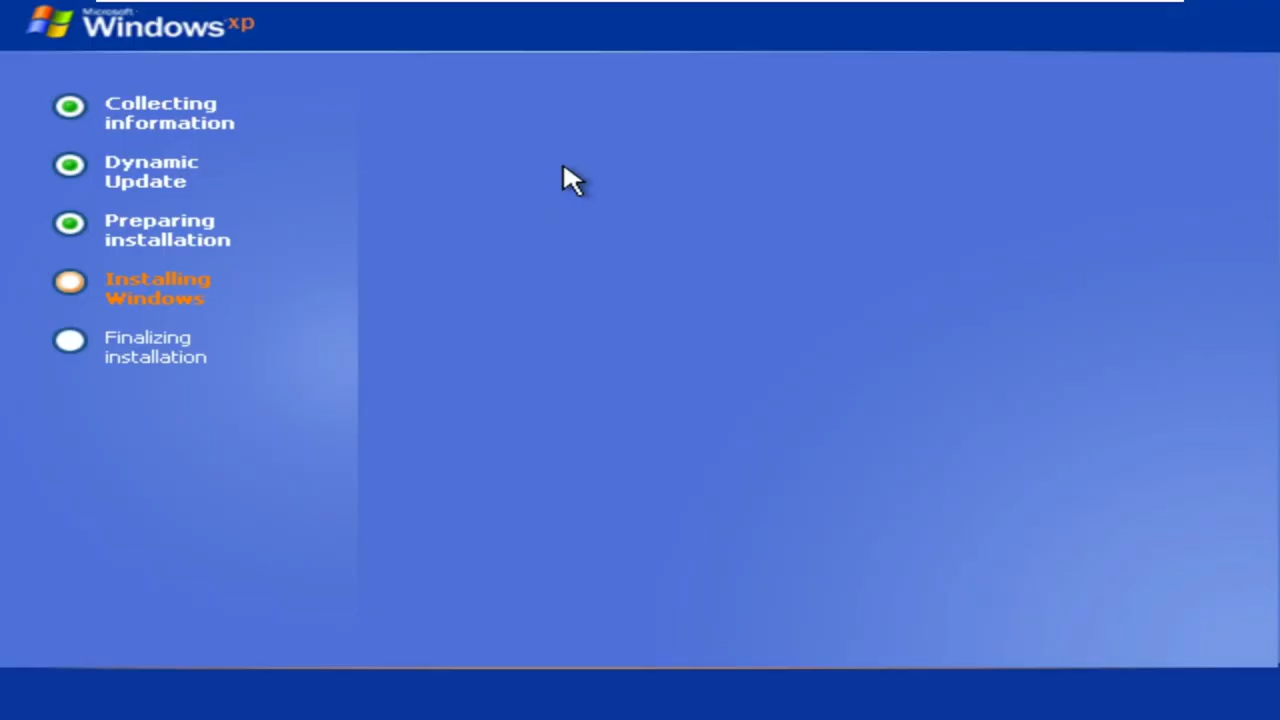 Microsoft
Windows xp
Collecting
information
Dynamic
Update
Preparing
installation
Installing
Windows
Finalizing
installation